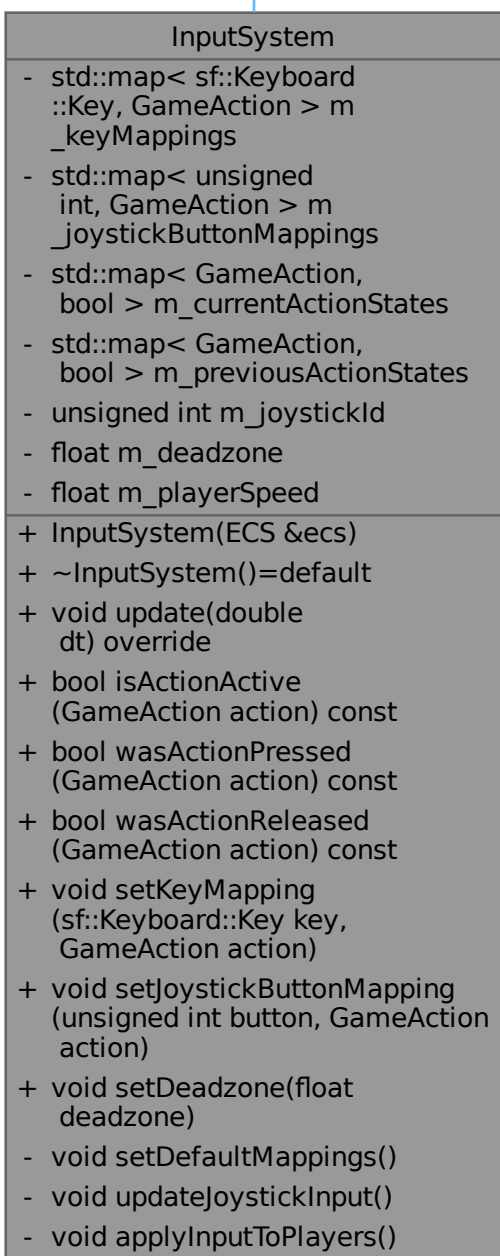 InputSystem
- std::map< sf::Keyboard
::Key, GameAction > m
_keyMappings
- std::map< unsigned
int, GameAction > m
_joystickButtonMappings
- std::map< GameAction,
bool > m_currentActionStates
- std::map< GameAction,
bool > m_previousActionStates
- unsigned int m_joystickId
- float m_deadzone
- float m_playerSpeed
+ InputSystem(ECS &ecs)
+ ~InputSystem()=default
+ void update(double
dt) override
+ bool isActionActive
(GameAction action) const
+ bool wasActionPressed
(GameAction action) const
+ bool wasActionReleased
(GameAction action) const
+ void setKeyMapping
(sf::Keyboard::Key key,
GameAction action)
+ void setJoystickButtonMapping
(unsigned int button, GameAction
action)
+ void setDeadzone(float
deadzone)
- void setDefaultMappings()
- void updateJoystickInput()
- void applyInputToPlayers()